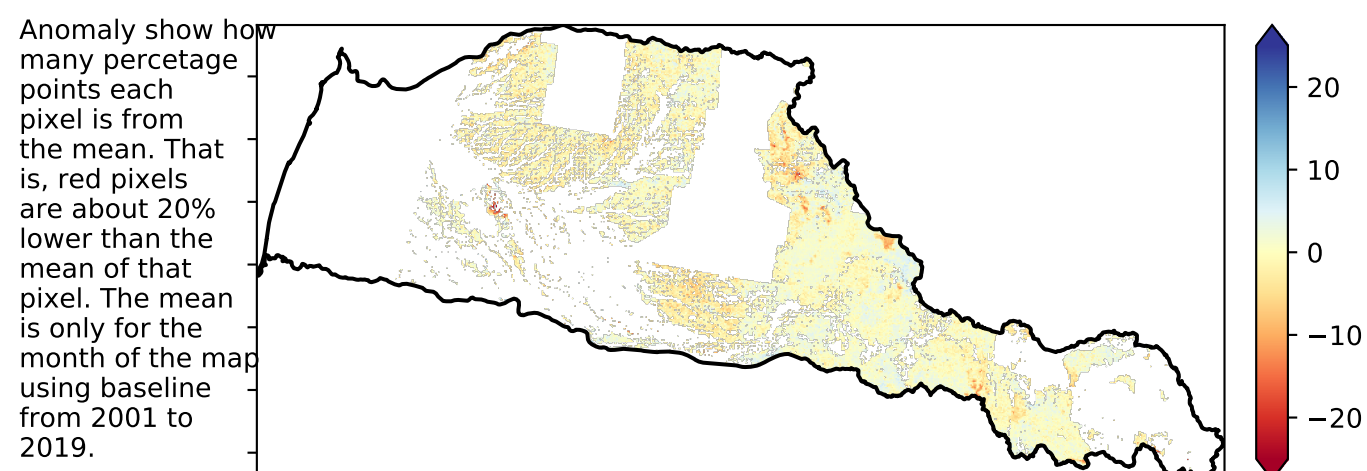 Anomaly show how
many percetage
points each
pixel is from
the mean. That
is, red pixels
are about 20%
lower than the
mean of that
pixel. The mean
is only for the
month of the map
using baseline
from 2001 to
2019.
20
10
0
−10
−20